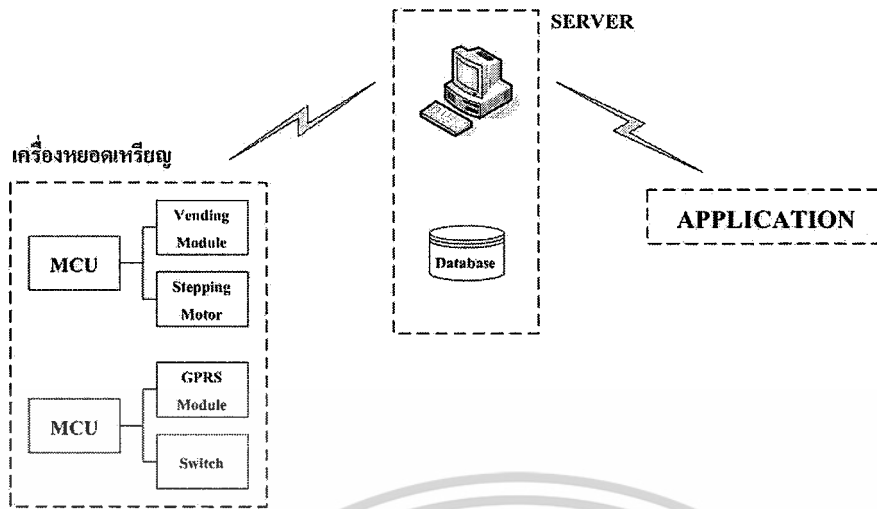 SERVER
เครื่องหยอดเหรียญ
MCU
Vending
Module
Stepping
Motor
MCU
GPRS
Module
Switch
Database
APPLICATION